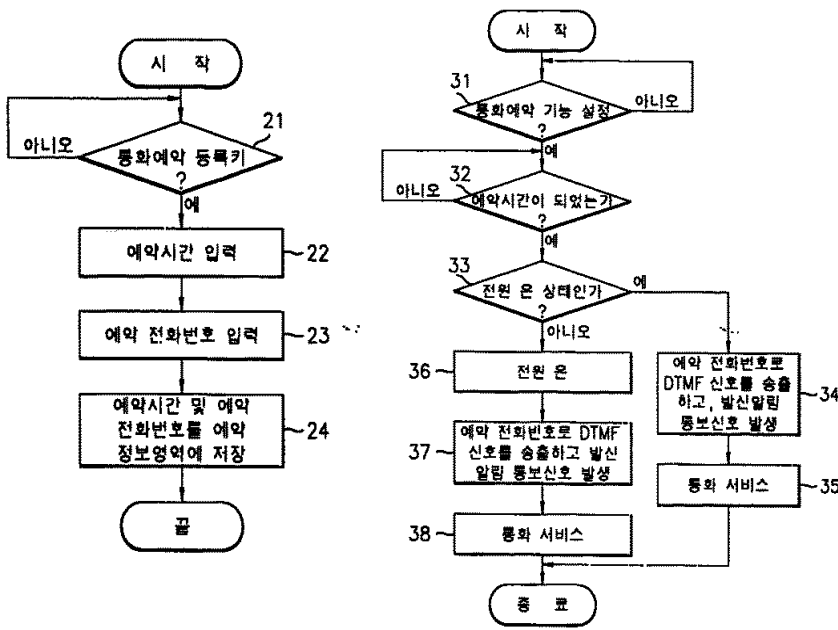 시 작
21
통화예약 등록키
?
아니오
예
예약시간 입력
22
예약 전화번호 입력
23
예약시간 및 예약
전화번호를 예약
정보영역에 저장
24
끝
시 작
31
통화예약 기능 설정
?
아니오
예
32
예약시간이 되었는가
?
아니오
예
33
전원 온 상태인가
?
예
아니오
36
전원 온
예약 전화번호로
DTMF 신호를 송출
하고, 발신알림
통보신호 발생
34
37
예약 전화번호로 DTMF
신호를 송출하고 발신
알림 통보신호 발생
통화 서비스
35
38
통화 서비스
종 료